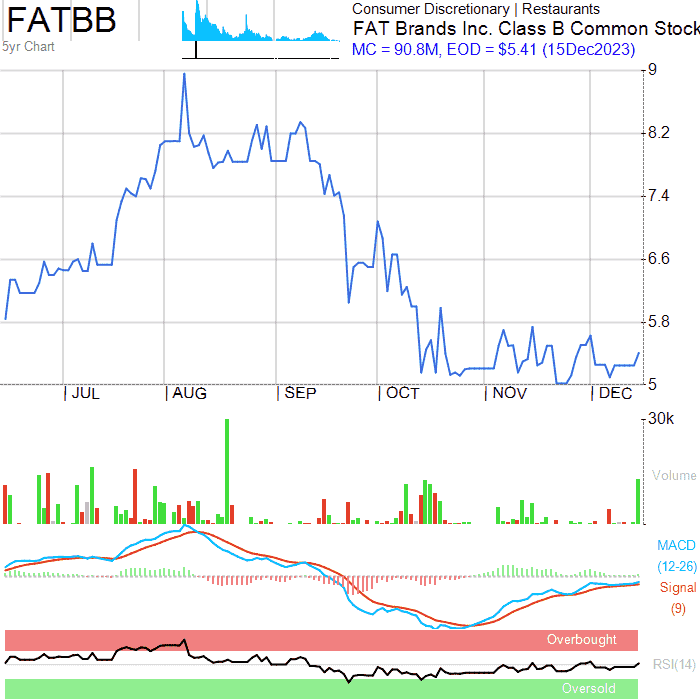 FATBB
5yr Chart
Consumer Discretionary | Restaurants
FAT Brands Inc. Class B Common Stock
MC = 90.8M, EOD = $5.41 (15Dec2023)
9
8.2
7.4
6.6
5.8
5
JUL AUG SEP OCT NOV DEC
30k
Volume
MACD
(12-26)
Signal
(9)
Overbought
RSI(14)
Oversold